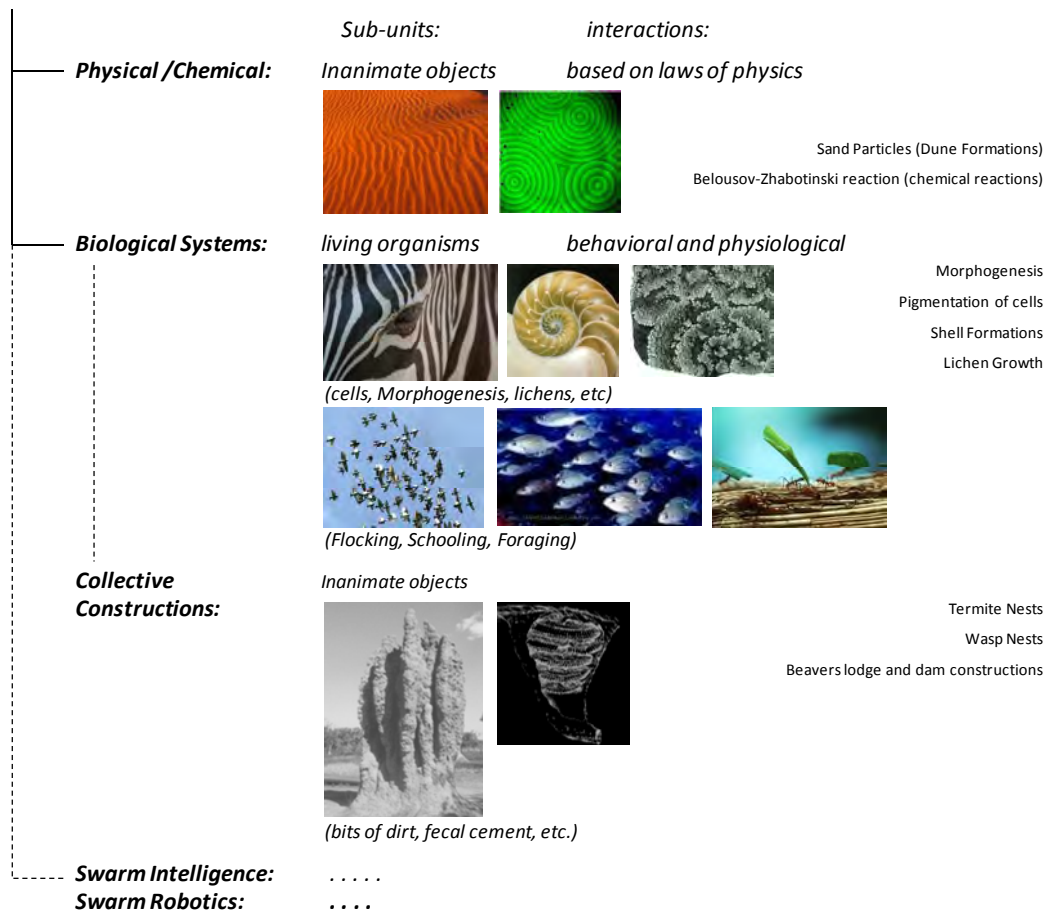 Sub-units: interactions:
Physical /Chemical: Inanimate objects based on laws of physics
Sand Particles (Dune Formations)
Belousov-Zhabotinski reaction (chemical reactions)
Biological Systems: living organisms behavioral and physiological
Morphogenesis
Pigmentation of cells
Shell Formations
Lichen Growth
(cells, Morphogenesis, lichens, etc)
(Flocking, Schooling, Foraging)
Collective
Constructions:
Inanimate objects
Termite Nests
Wasp Nests
Beavers lodge and dam constructions
(bits of dirt, fecal cement, etc.)
Swarm Intelligence: . . . . .
Swarm Robotics: . . . .